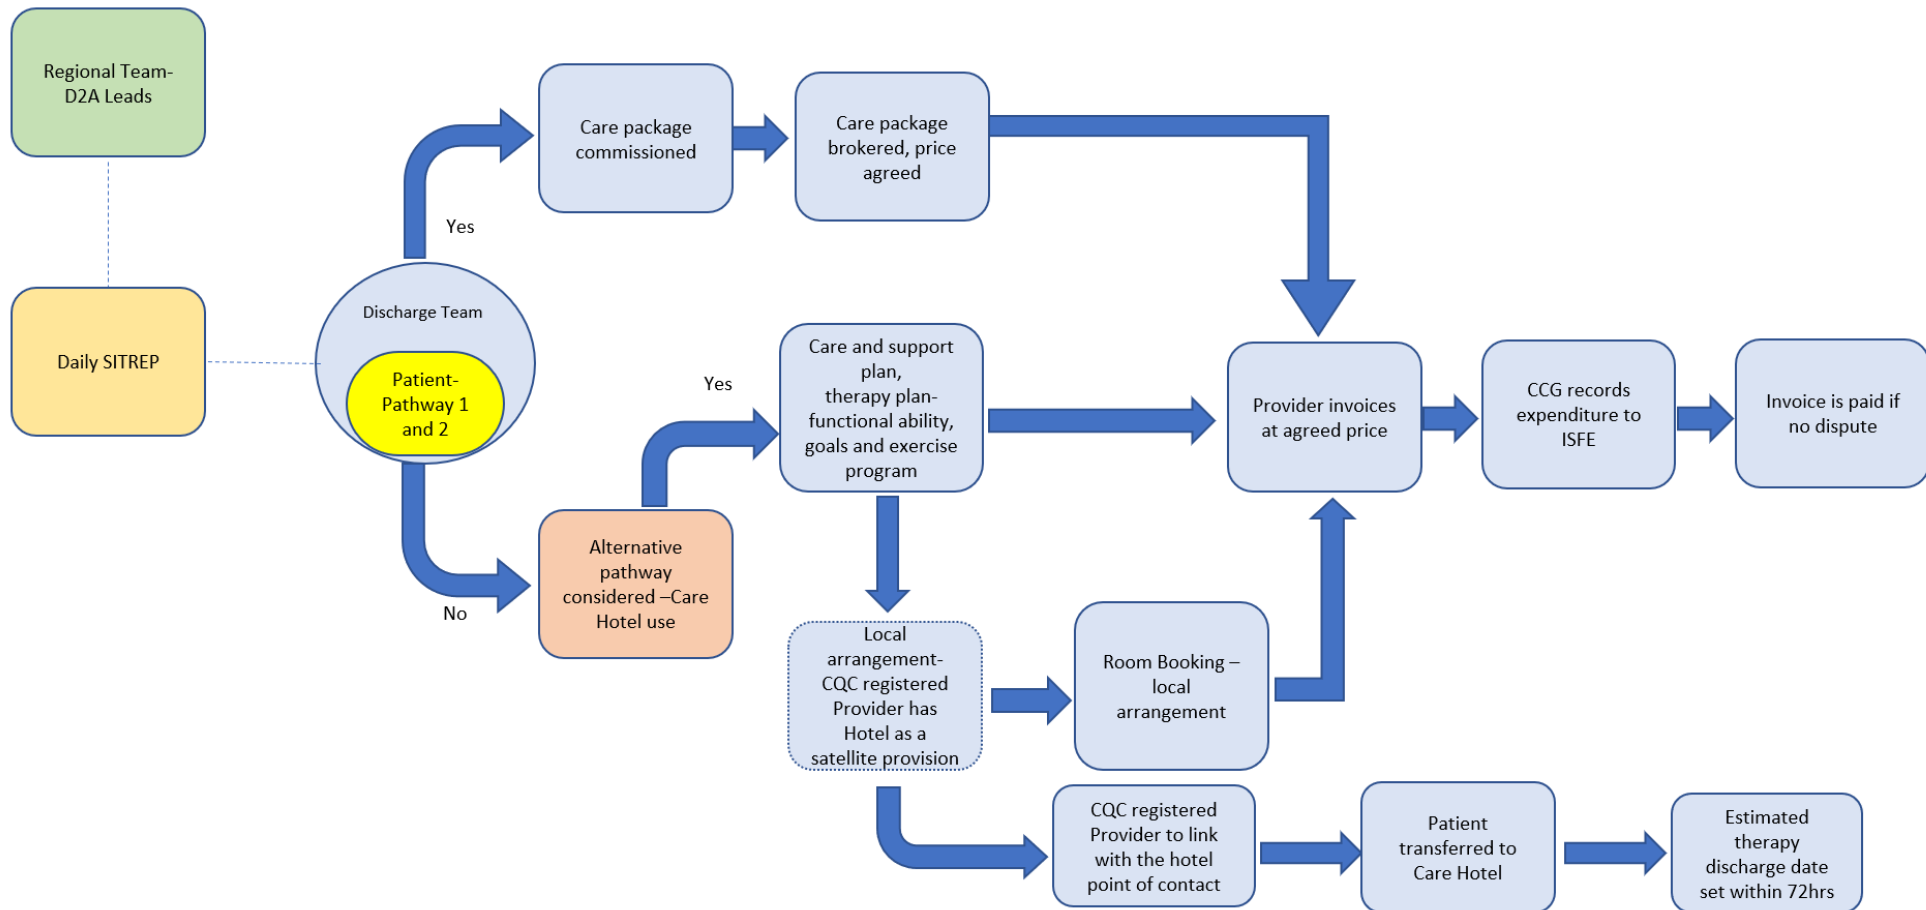 Regional Team-
D2A Leads
Care package
commissioned
Care package
brokered, price
agreed
Yes
Daily SITREP
Discharge Team
Patient-
Pathway 1
and 2
Yes
Care and support
plan,
therapy plan-
functional ability,
goals and exercise
program
Provider invoices
at agreed price
CCG records
expenditure to
ISFE
Invoice is paid if
no dispute
No
Alternative
pathway
considered –Care
Hotel use
Local
arrangement-
CQC registered
Provider has
Hotel as a
satellite provision
Room Booking –
local
arrangement
CQC registered
Provider to link
with the hotel
point of contact
Patient
transferred to
Care Hotel
Estimated
therapy
discharge date
set within 72hrs